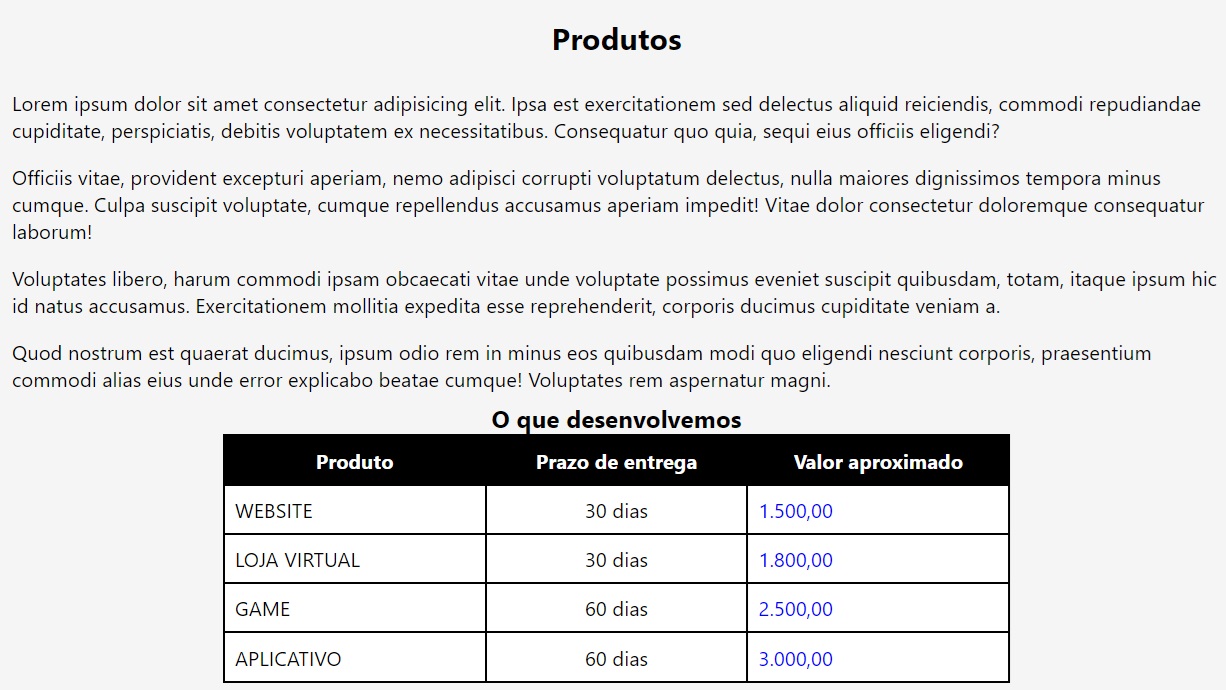 Produtos
Lorem ipsum dolor sit amet consectetur adipisicing elit. Ipsa est exercitationem sed delectus aliquid reiciendis, commodi repudiandae
cupiditate, perspiciatis, debitis voluptatem ex necessitatibus. Consequatur quo quia, sequi eius officiis eligendi?
Officiis vitae, provident excepturi aperiam, nemo adipisci corrupti voluptatum delectus, nulla maiores dignissimos tempora minus
cumque. Culpa suscipit voluptate, cumque repellendus accusamus aperiam impedit! Vitae dolor consectetur doloremque consequatur
laborum!
Voluptates libero, harum commodi ipsam obcaecati vitae unde voluptate possimus eveniet suscipit quibusdam, totam, itaque ipsum hic
id natus accusamus. Exercitationem mollitia expedita esse reprehenderit, corporis ducimus cupiditate veniam a.
Quod nostrum est quaerat ducimus, ipsum odio rem in minus eos quibusdam modi quo eligendi nesciunt corporis, praesentium
commodi alias eius unde error explicabo beatae cumque! Voluptates rem aspernatur magni.
O que desenvolvemos
Produto Prazo de entrega Valor aproximado
WEBSITE 30 dias 1.500,00
LOJA VIRTUAL 30 dias 1.800,00
GAME 60 dias 2.500,00
APLICATIVO 60 dias 3.000,00